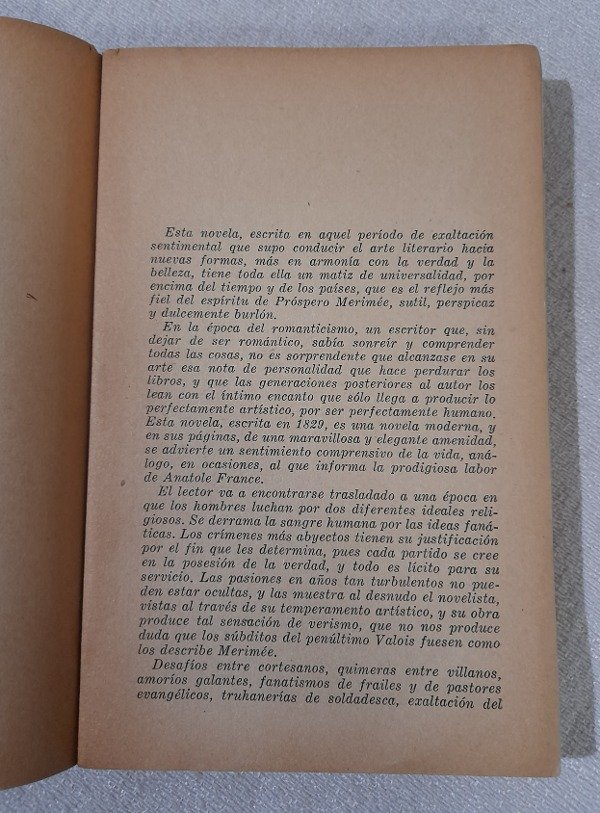 Esta novela, escrita en aquel período de exaltación
sentimental que supo conducir el arte literario hacia
nuevas formas, más en armonía con la verdad y la
belleza, tiene toda ella un matiz de universalidad, por
encima del tiempo y de los países, que es el reflejo más
fiel del espíritu de Próspero Merimée, sutil, perspicaz
y dulcemente burlón.
En la época del romanticismo, un escritor que, sin
dejar de ser romántico, sabía sonreír y comprender
todas las cosas, no es sorprendente que alcanzase en su
arte esa nota de personalidad que hace perdurar los
libros, y que las generaciones posteriores al autor los
lean con el íntimo encanto que sólo llega a producir lo
perfectamente artístico, por ser perfectamente humano.
Esta novela, escrita en 1829, es una novela moderna, y
en sus páginas, de una maravillosa y elegante amenidad,
se advierte un sentimiento comprensivo de la vida, aná-
logo, en ocasiones, al que informa la prodigiosa labor
de Anatole France.
El lector va a encontrarse trasladado a una época en
que los hombres luchan por dos diferentes ideales reli-
giosos. Se derrama la sangre humana por las ideas faná-
ticas. Los crímenes más abyectos tienen su justificación
por el fin que les determina, pues cada partido se cree
en la posesión de la verdad, y todo es lícito para su
servicio. Las pasiones en años tan turbulentos no pue-
den estar ocultas, y las muestra al desnudo el novelista,
vistas al través de su temperamento artístico, y su obra
produce tal sensación de verismo, que no nos produce
duda que los súbditos del penúltimo Valois fuesen como
los describe Merimée.
Desafíos entre cortesanos, quimeras entre villanos,
amoríos galantes, fanatismos de frailes y de pastores
evangélicos, truhanerías de soldadesca, exaltación del